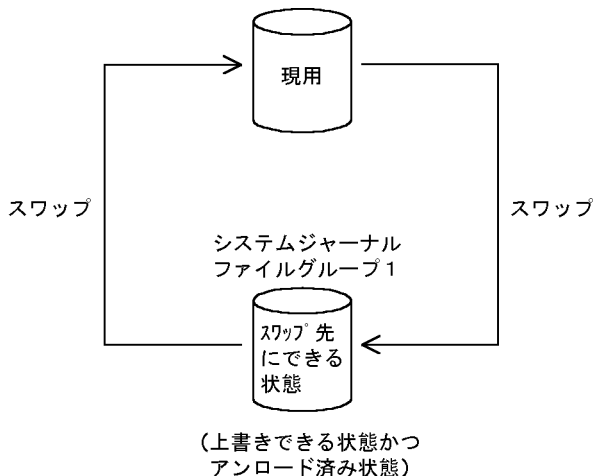 現用
スワップ
スワップ
システムジャーナル
ファイルグループ1
スワップ先
にできる
状態
(上書きできる状態かつ
アンロード済み状態)